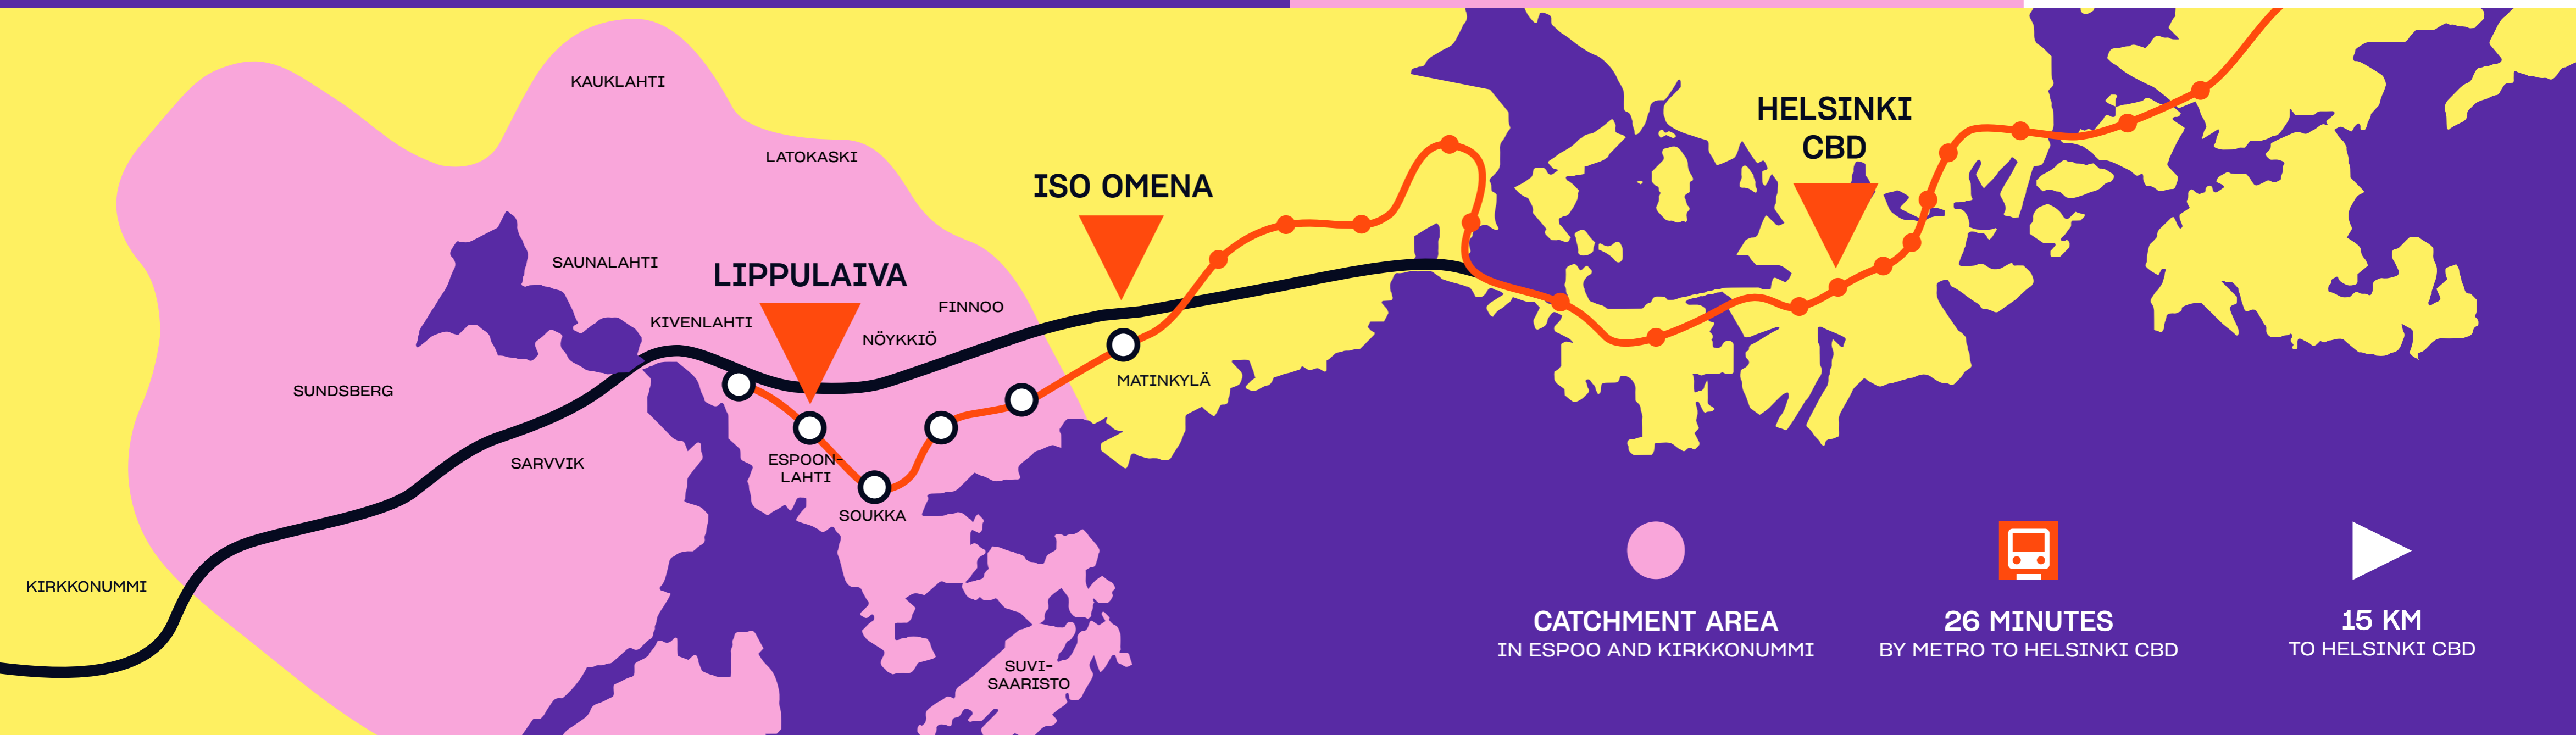 KAUKLAHTI
LATOKASKI
HELSINKI
CBD
ISO OMENA
SAUNALAHTI
LIPPULAIVA
FINNOO
KIVENLAHTI
NÖYKKIÖ
MATINKYLÄ
SUNDSBERG
SARVVIK
ESPOON-
LAHTI
SOUKKA
KIRKKONUMMI
SUVI-
SAARISTO
CATCHMENT AREA
IN ESPOO AND KIRKKONUMMI
26 MINUTES
BY METRO TO HELSINKI CBD
15 KM
TO HELSINKI CBD